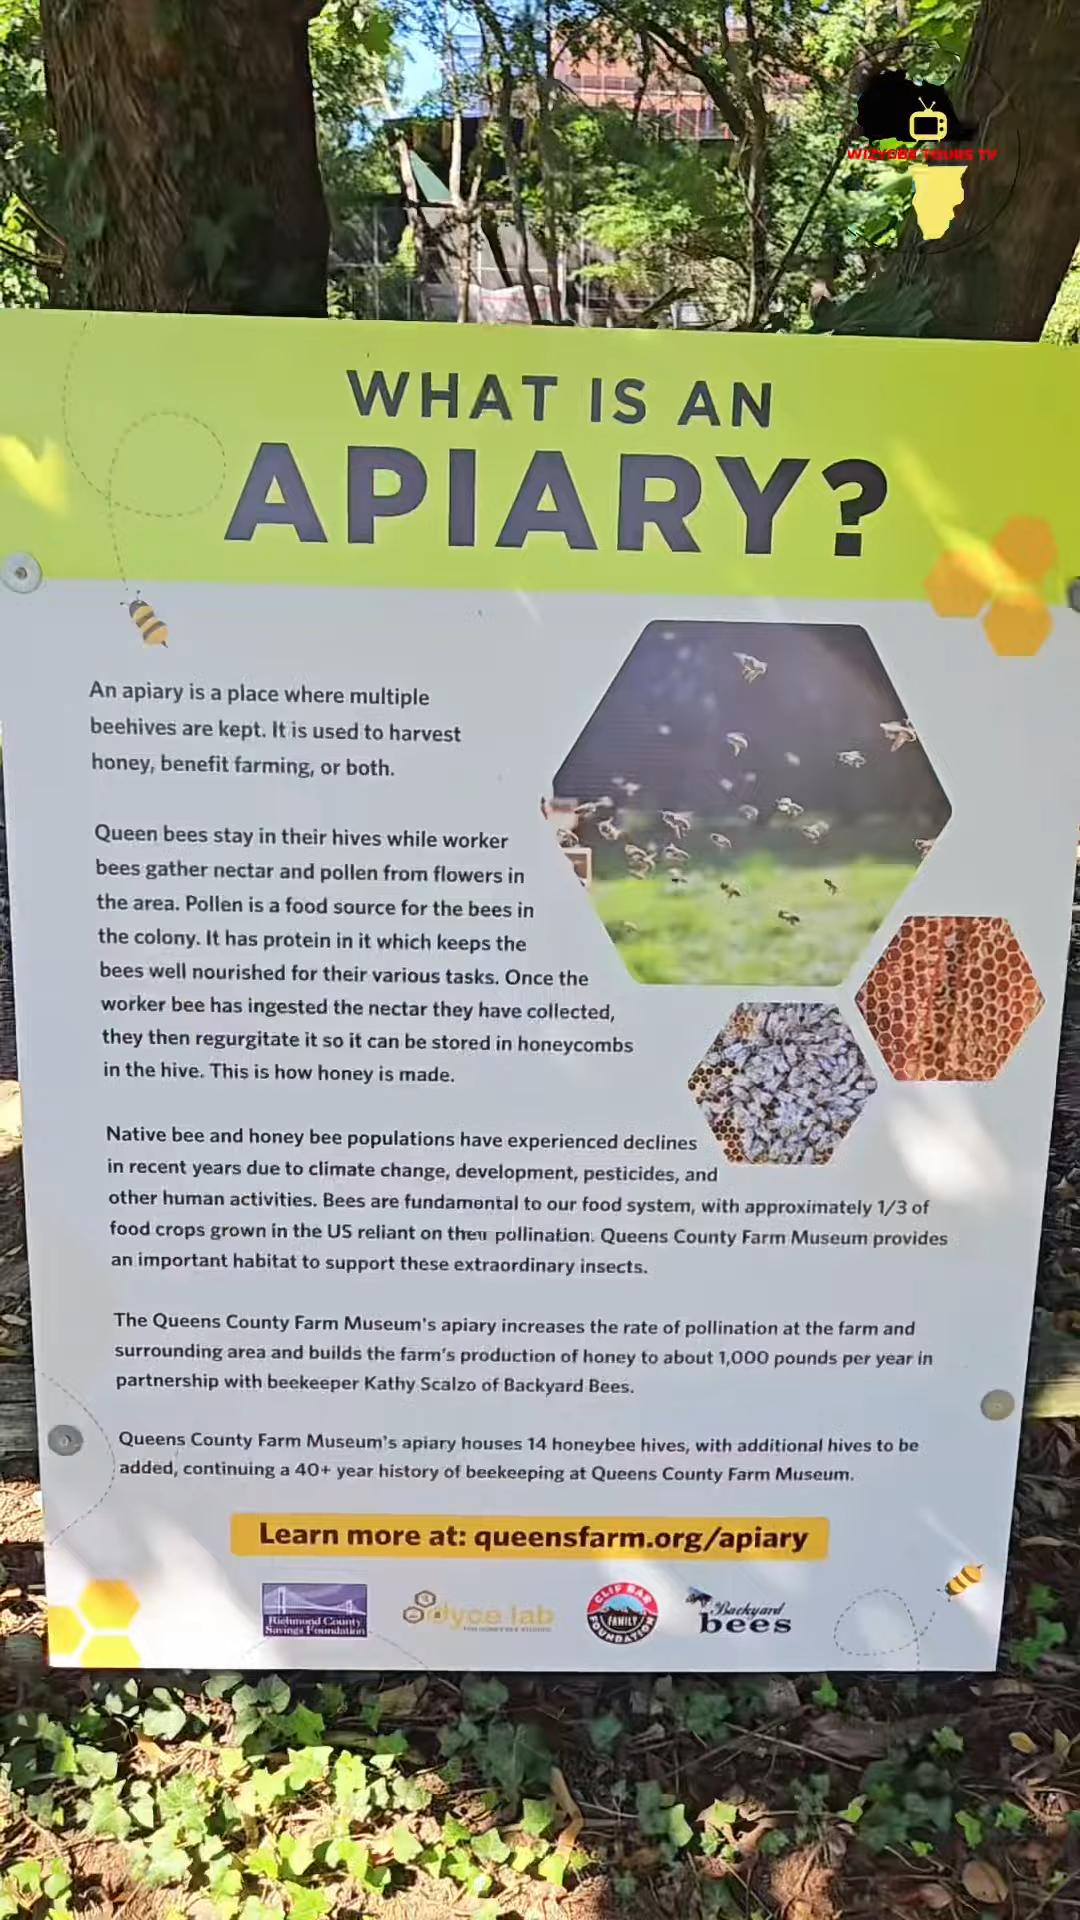 WIZYOBE TOURS TV
WHAT IS AN
APIARY?
An apiary is a place where multiple
beehives are kept. It is used to harvest
honey, benefit farming, or both.
Queen bees stay in their hives while worker
bees gather nectar and pollen from flowers in
the area. Pollen is a food source for the bees in
the colony. It has protein in it which keeps the
bees well nourished for their various tasks. Once the
worker bee has ingested the nectar they have collected,
they then regurgitate it so it can be stored in honeycombs
in the hive. This is how honey is made.
Native bee and honey bee populations have experienced declines
in recent years due to climate change, development, pesticides, and
other human activities. Bees are fundamental to our food system, with approximately 1/3 of
food crops grown in the US reliant on their pollination. Queens County Farm Museum provides
an important habitat to support these extraordinary insects.
The Queens County Farm Museum's apiary increases the rate of pollination at the farm and
surrounding area and builds the farm's production of honey to about 1,000 pounds per year in
partnership with beekeeper Kathy Scalzo of Backyard Bees.
Queens County Farm Museum's apiary houses 14 honeybee hives, with additional hives to be
added, continuing a 40+ year history of beekeeping at Queens County Farm Museum.
Learn more at: queensfarm.org/apiary
Richmond County
Savings Foundation
dyce lab
FOR HONEY BEE STUDIES
CLIF BAR
FAMILY
FOUNDATION
Backyard
bees